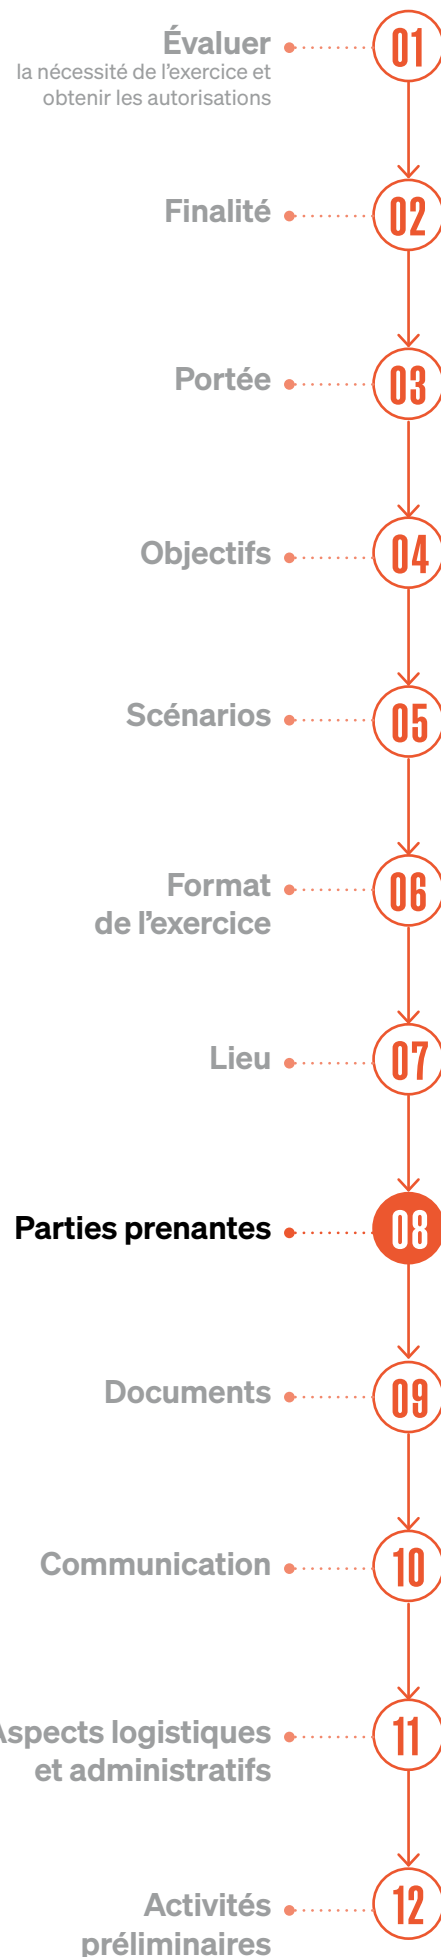 Évaluer
01
la nécessité de l’exercice et
obtenir les autorisations
Finalité
02
Portée
03
Objectifs
04
Scénarios
05
Format
06
de l’exercice
Lieu
07
Parties prenantes
08
Documents
09
Communication
10
Aspects logistiques
11
et administratifs
Activités
12
préliminaires